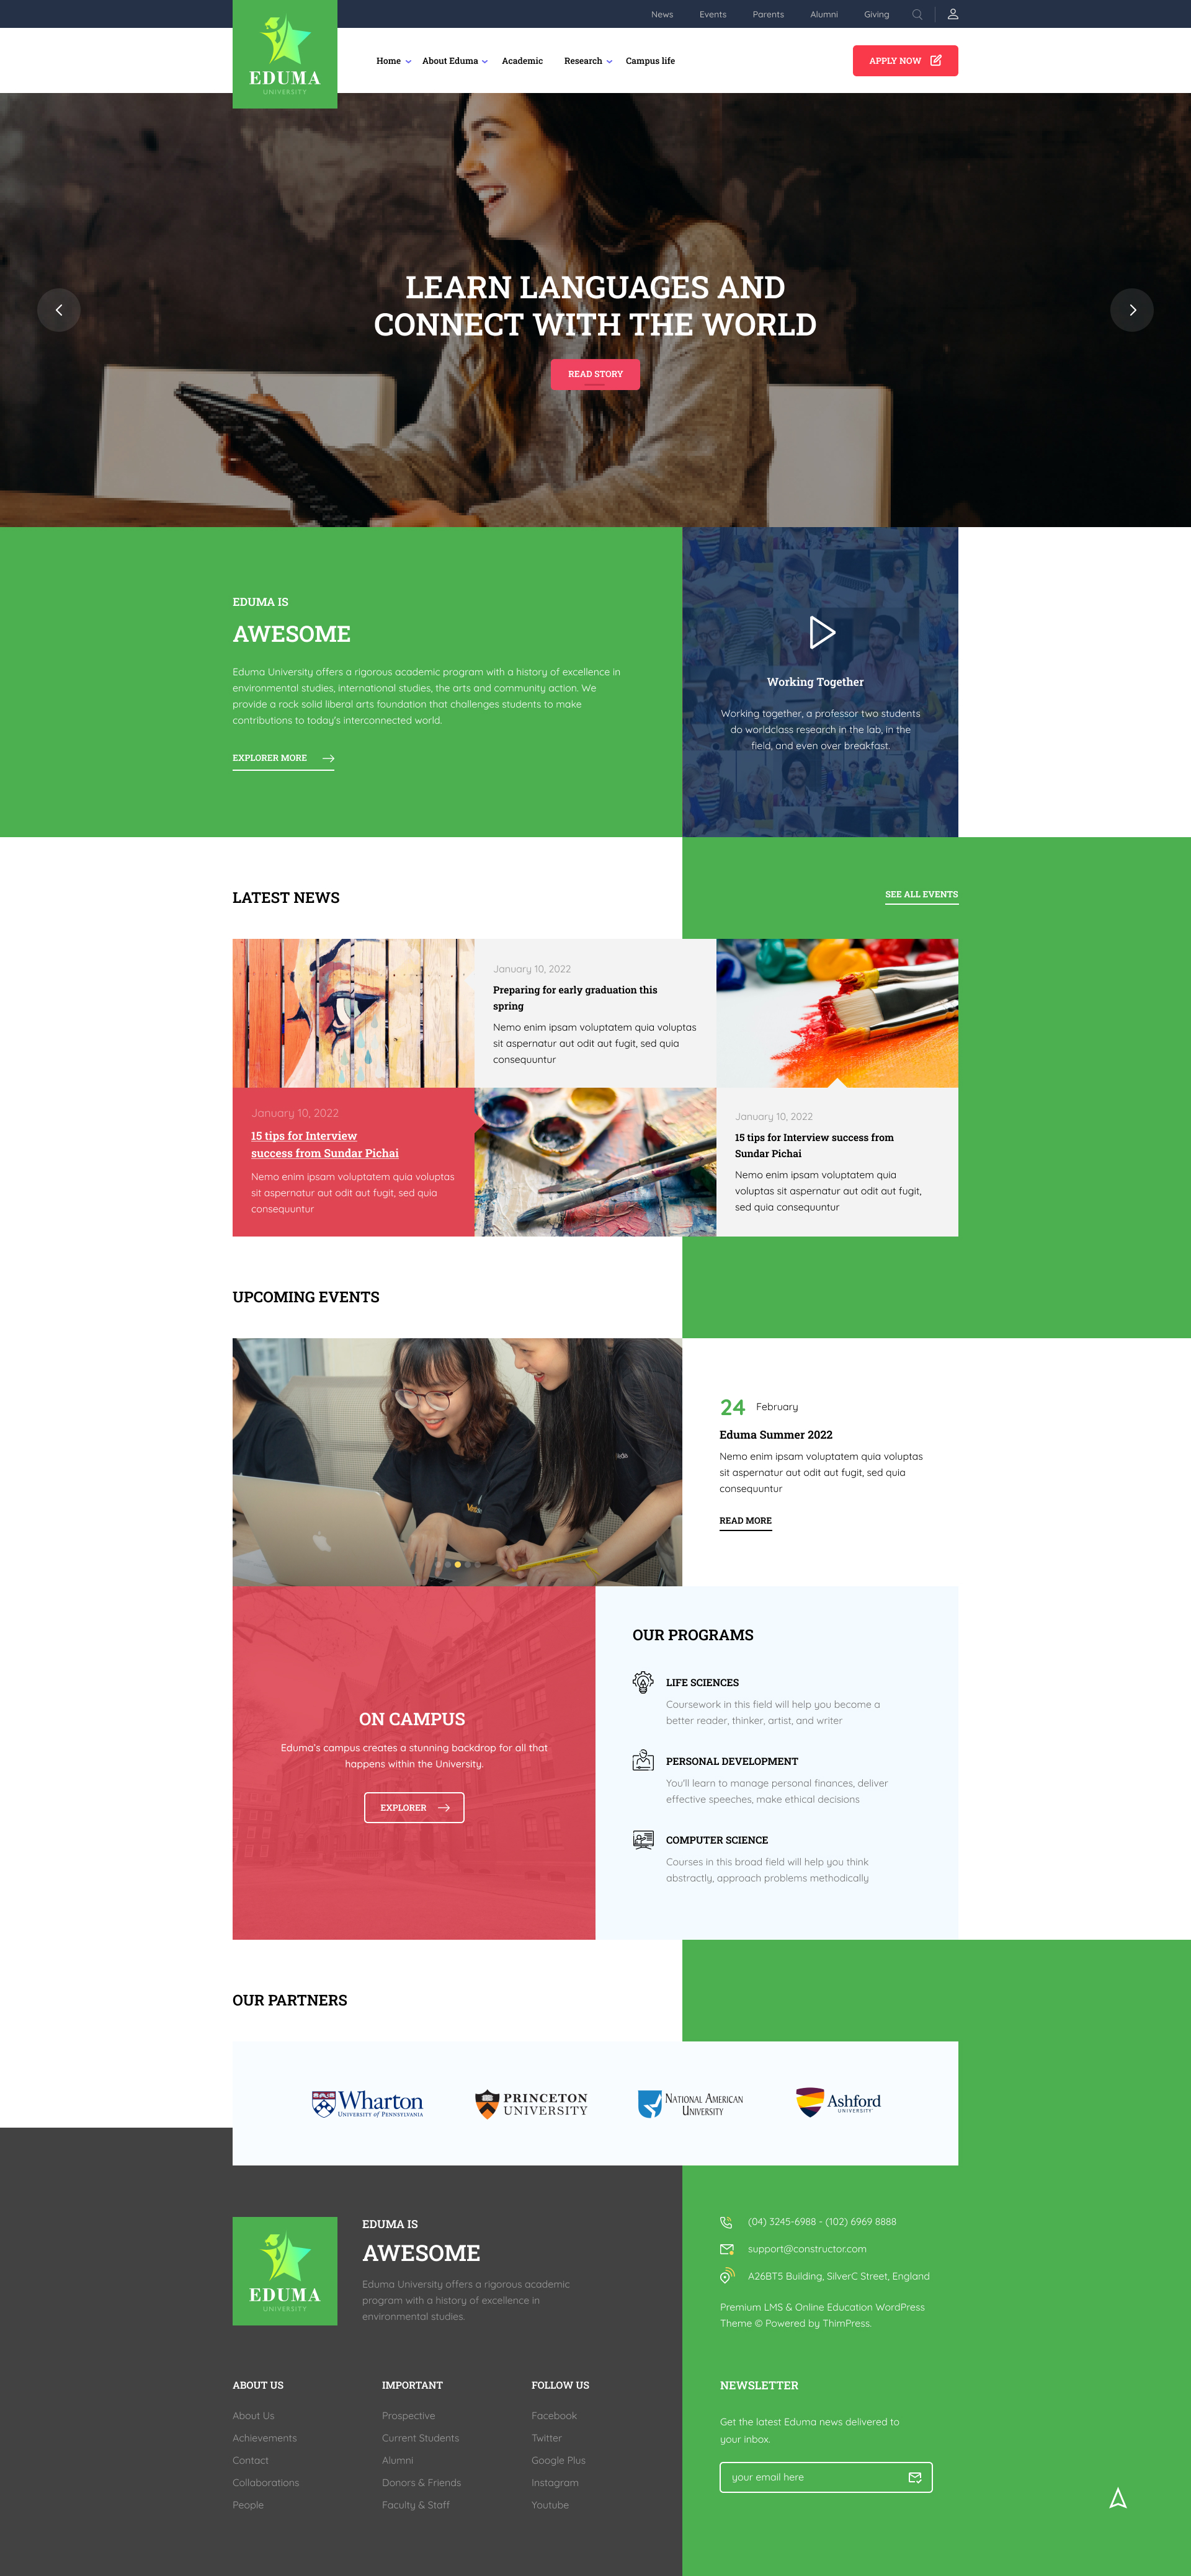 News Events Parents Alumni Giving
EDUMA
UNIVERSITY
Home About Eduma Academic Research Campus life
APPLY NOW
LEARN LANGUAGES AND
CONNECT WITH THE WORLD
READ STORY
EDUMA IS
AWESOME
Eduma University offers a rigorous academic program with a history of excellence in
environmental studies, international studies, the arts and community action. We
provide a rock solid liberal arts foundation that challenges students to make
contributions to today's interconnected world.
EXPLORER MORE
Working Together
Working together, a professor two students
do worldclass research in the lab, in the
field, and even over breakfast.
LATEST NEWS
SEE ALL EVENTS
January 10, 2022
Preparing for early graduation this
spring
Nemo enim ipsam voluptatem quia voluptas
sit aspernatur aut odit aut fugit, sed quia
consequuntur
January 10, 2022
15 tips for Interview
success from Sundar Pichai
Nemo enim ipsam voluptatem quia voluptas
sit aspernatur aut odit aut fugit, sed quia
consequuntur
January 10, 2022
15 tips for Interview success from
Sundar Pichai
Nemo enim ipsam voluptatem quia
voluptas sit aspernatur aut odit aut fugit,
sed quia consequuntur
UPCOMING EVENTS
24 February
Eduma Summer 2022
Nemo enim ipsam voluptatem quia voluptas
sit aspernatur aut odit aut fugit, sed quia
consequuntur
READ MORE
ON CAMPUS
Eduma's campus creates a stunning backdrop for all that
happens within the University.
EXPLORER
OUR PROGRAMS
LIFE SCIENCES
Coursework in this field will help you become a
better reader, thinker, artist, and writer
PERSONAL DEVELOPMENT
You'll learn to manage personal finances, deliver
effective speeches, make ethical decisions
COMPUTER SCIENCE
Courses in this broad field will help you think
abstractly, approach problems methodically
OUR PARTNERS
Wharton
UNIVERSITY of PENNSYLVANIA
PRINCETON
UNIVERSITY
NATIONAL AMERICAN
UNIVERSITY
Ashford
UNIVERSITY
EDUMA
UNIVERSITY
EDUMA IS
AWESOME
Eduma University offers a rigorous academic
program with a history of excellence in
environmental studies.
(04) 3245-6988 - (102) 6969 8888
support@constructor.com
A26BT5 Building, SilverC Street, England
Premium LMS & Online Education WordPress
Theme © Powered by ThimPress.
ABOUT US
About Us
Achievements
Contact
Collaborations
People
IMPORTANT
Prospective
Current Students
Alumni
Donors & Friends
Faculty & Staff
FOLLOW US
Facebook
Twitter
Google Plus
Instagram
Youtube
NEWSLETTER
Get the latest Eduma news delivered to
your inbox.
your email here